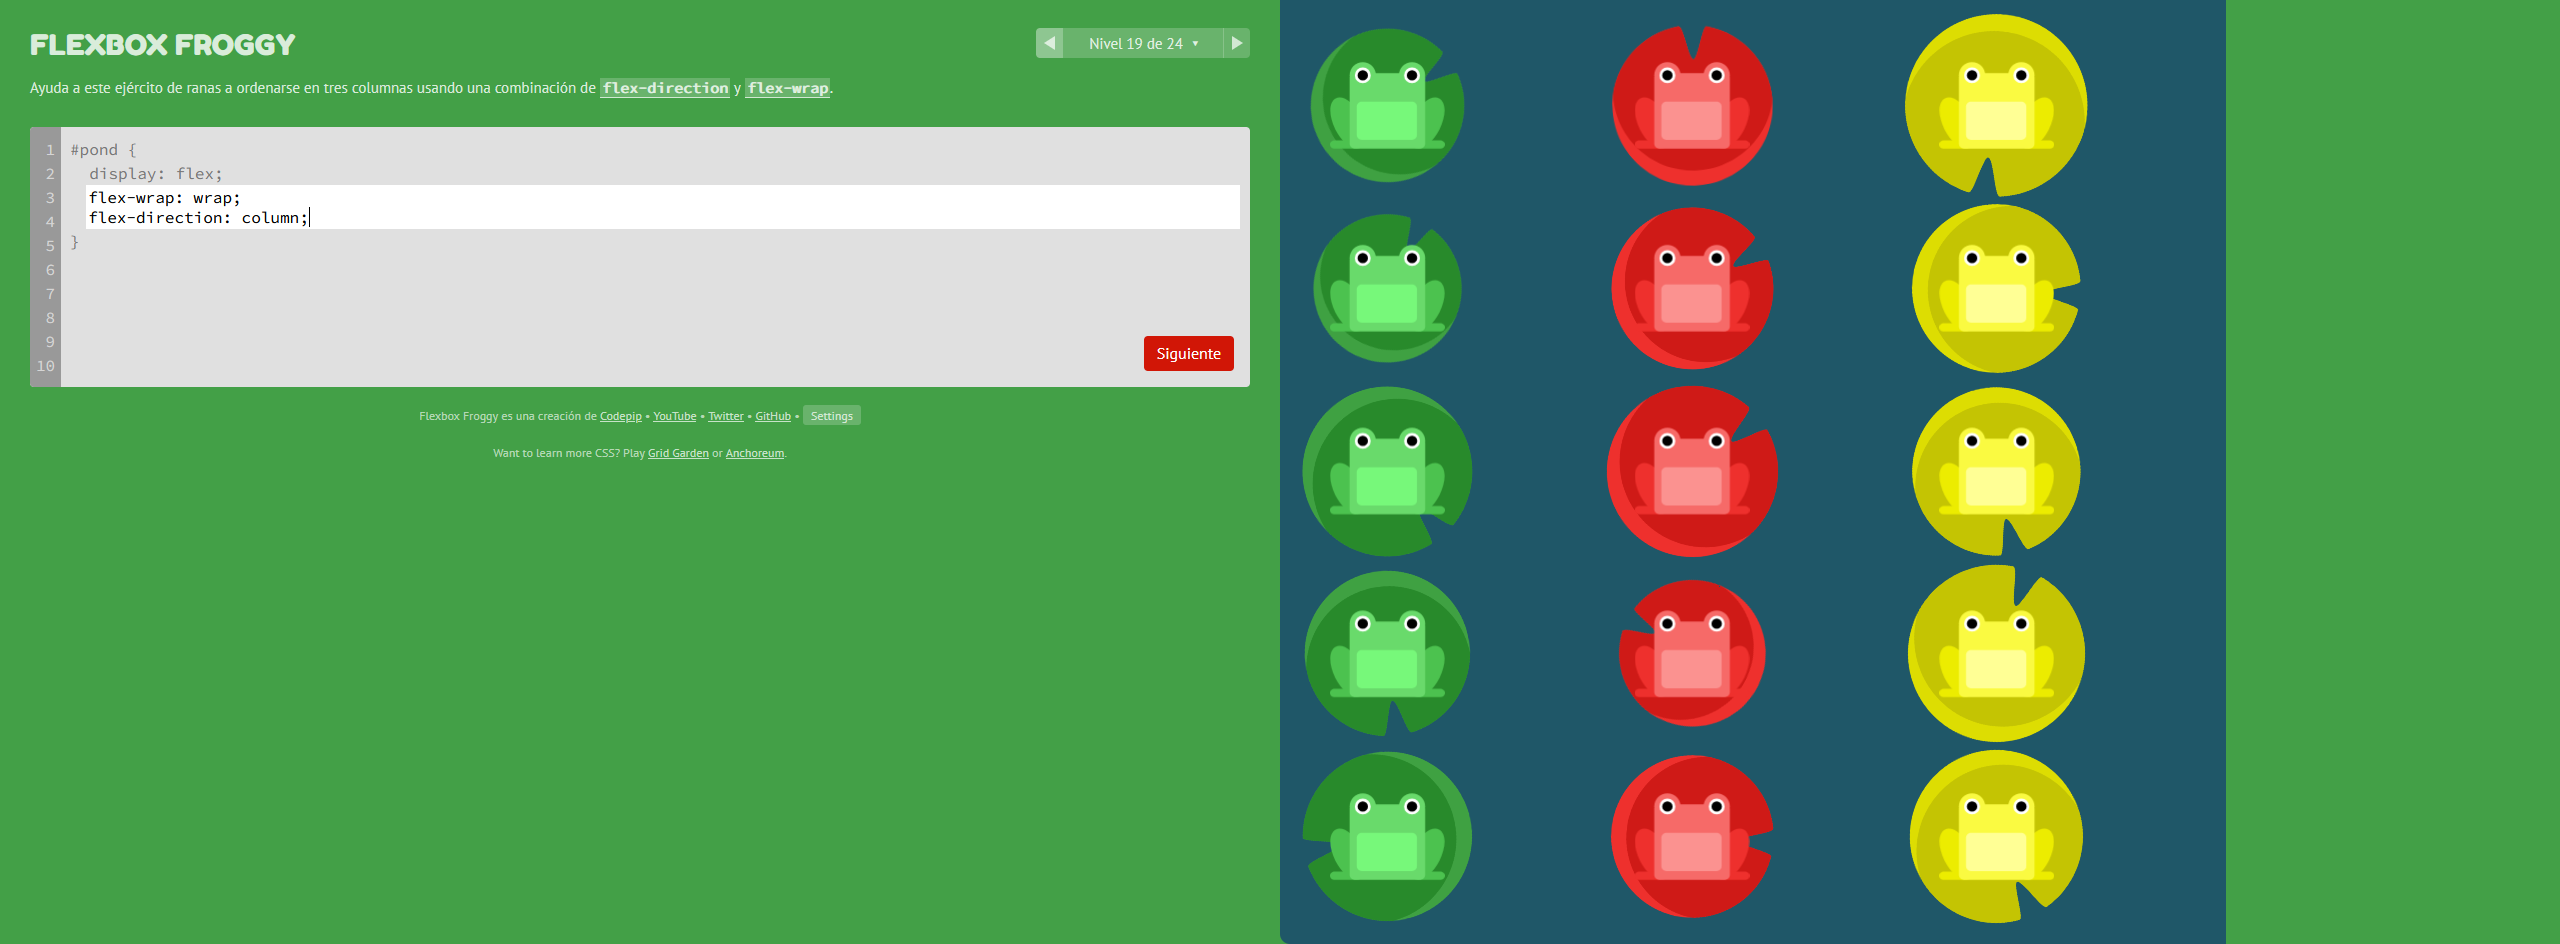 FLEXBOX FROGGY
Nivel 19 de 24 ▾
Ayuda a este ejército de ranas a ordenarse en tres columnas usando una combinación de flex-direction y flex-wrap.
1 #pond {
2 display: flex;
3 flex-wrap: wrap;
4 flex-direction: column;
5 }
6
7
8
9
10
Siguiente
Flexbox Froggy es una creación de Codepip • YouTube • Twitter • GitHub • Settings
Want to learn more CSS? Play Grid Garden or Anchoreum.